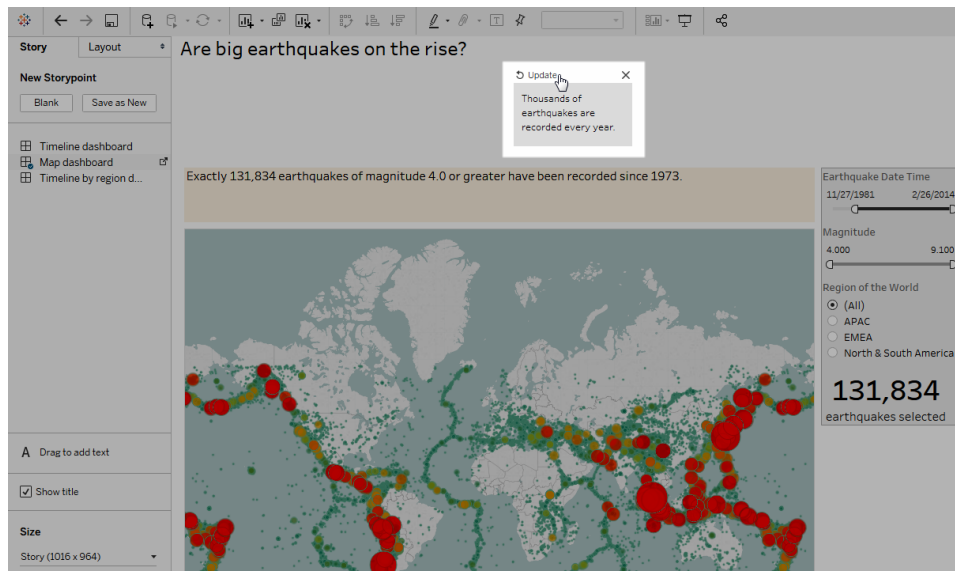 Story
Layout
Are big earthquakes on the rise?
New Storypoint
Blank
Save as New
Update
Thousands of
earthquakes are
recorded every year.
Timeline dashboard
Map dashboard
Timeline by region d...
Exactly 131,834 earthquakes of magnitude 4.0 or greater have been recorded since 1973.
Earthquake Date Time
11/27/1981
2/26/2014
Magnitude
4.000
9.100
Region of the World
(All)
APAC
EMEA
North & South America
131,834
earthquakes selected
A Drag to add text
Show title
Size
Story (1016 x 964)